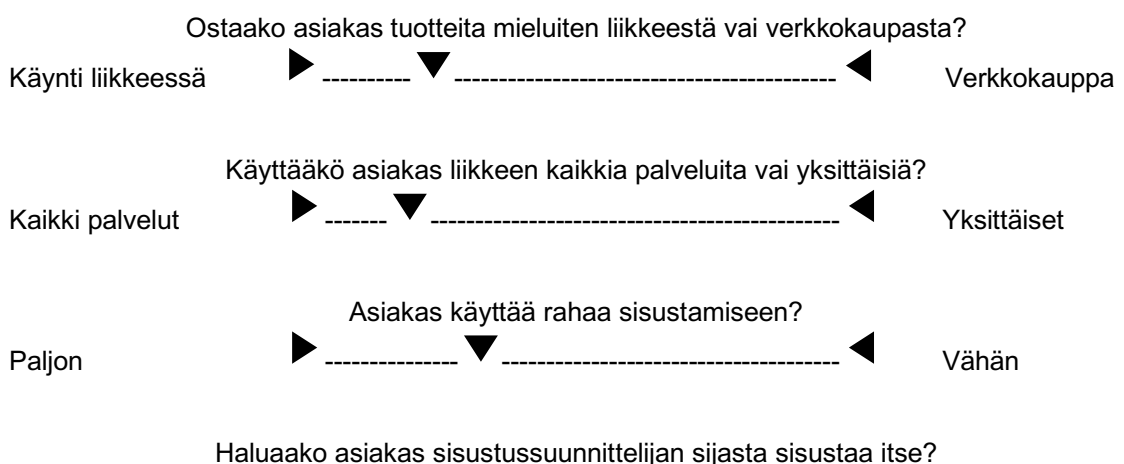 Ostaako asiakas tuotteita mieluiten liikkeestä vai verkkokaupasta?
Käynti liikkeessä ▶ ---------- ▼ ------------------------------------------- ◀ Verkkokauppa
Käyttääkö asiakas liikkeen kaikkia palveluita vai yksittäisiä?
Kaikki palvelut ▶ ------- ▼ ---------------------------------------------- ◀ Yksittäiset
Asiakas käyttää rahaa sisustamiseen?
Paljon ▶ --------------- ▼ -------------------------------------- ◀ Vähän
Haluaako asiakas sisustussuunnittelijan sijasta sisustaa itse?